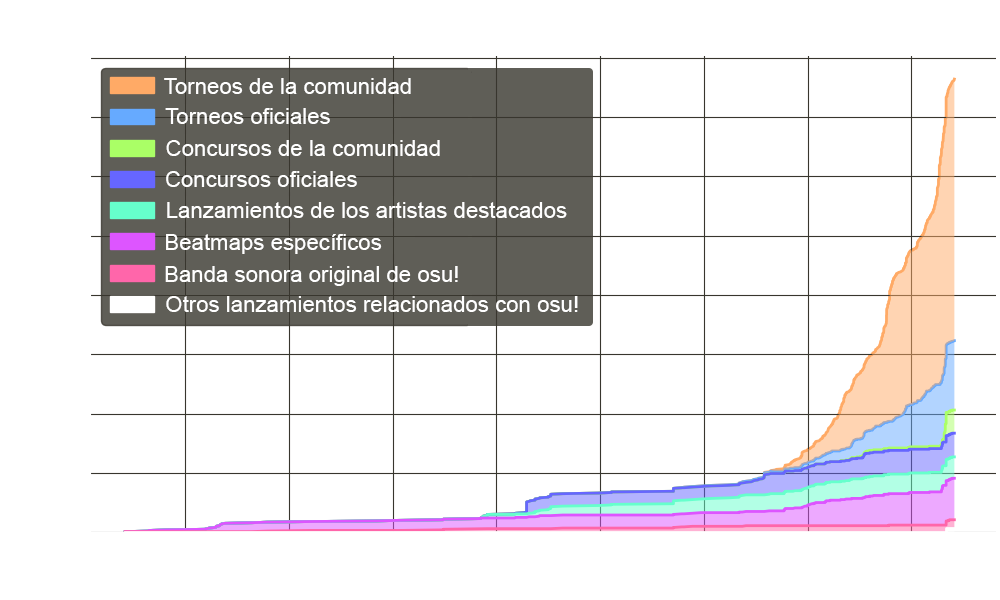 Torneos de la comunidad
Torneos oficiales
Concursos de la comunidad
Concursos oficiales
Lanzamientos de los artistas destacados
Beatmaps específicos
Banda sonora original de osu!
Otros lanzamientos relacionados con osu!